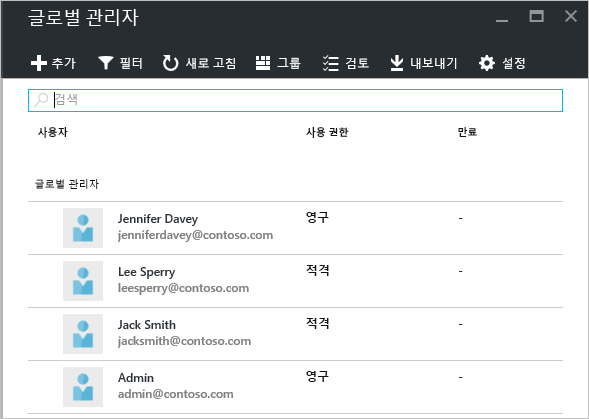 글로벌 관리자
추가 필터 새로 고침 그룹 검토 내보내기 설정
검색
사용자 사용 권한 만료
글로벌 관리자
Jennifer Davey 영구 -
jenniferdavey@contoso.com
Lee Sperry 적격 -
leesperry@contoso.com
Jack Smith 적격 -
jacksmith@contoso.com
Admin 영구 -
admin@contoso.com